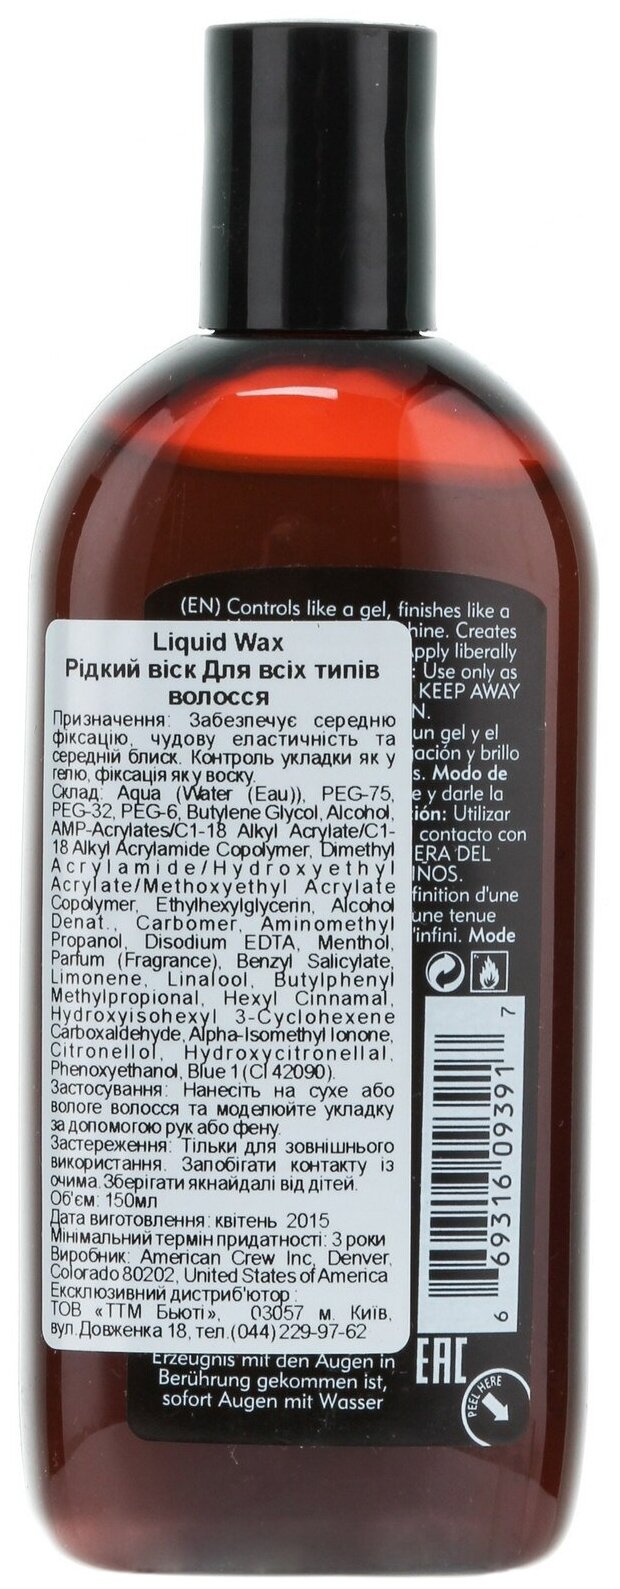 (EN) Controls like a gel, finishes like a
hine. Creates
pply liberally
: Use only as
KEEP AWAY
N.
un gel y el
ación y brillo
s. Modo de
e y darle la
ión: Utilizar
contacto con
ERA DEL
IÑOS.
finition d'une
une tenue
'infini. Mode
Liquid Wax
Рідкий віск Для всіх типів
волосся
Призначення: Забезпечує середню
фіксацію, чудову еластичність та
середній блиск. Контроль укладки як у
гелю, фіксація як у воску.
Склад: Aqua (Water (Eau)), PEG-75,
PEG-32, PEG-6, Butylene Glycol, Alcohol,
AMP-Acrylates/C1-18 Alkyl Acrylate/C1-
18 Alkyl Acrylamide Copolymer, Dimethyl
Acrylamide/Hydroxyethyl
Acrylate/Methoxyethyl Acrylate
Copolymer, Ethylhexylglycerin, Alcohol
Denat., Carbomer, Aminomethyl
Propanol, Disodium EDTA, Menthol,
Parfum (Fragrance), Benzyl Salicylate,
Limonene, Linalool, Butylphenyl
Methylpropional, Hexyl Cinnamal,
Hydroxyisohexyl 3-Cyclohexene
Carboxaldehyde, Alpha-Isomethyl Ionone,
Citronellol, Hydroxycitronellal,
Phenoxyethanol, Blue 1 (CI 42090).
Застосування: Нанесіть на сухе або
вологе волосся та моделюйте укладку
за допомогою рук або фену.
Застереження: Тільки для зовнішнього
використання. Запобігати контакту із
очима. Зберігати якнайдалі від дітей.
Об'єм: 150мл
Дата виготовлення: квітень 2015
Мінімальний термін придатності: 3 роки
Виробник: American Crew Inc, Denver,
Colorado 80202, United States of America
Ексклюзивний дистриб'ютор:
ТОВ «ТТМ Бьюті», 03057 м. Київ,
вул.Довженка 18, тел.(044)229-97-62
Erzeugnis mit den Augen in
Berührung gekommen ist,
sofort Augen mit Wasser
6 69316 09391 7
EAC
PEEL HERE